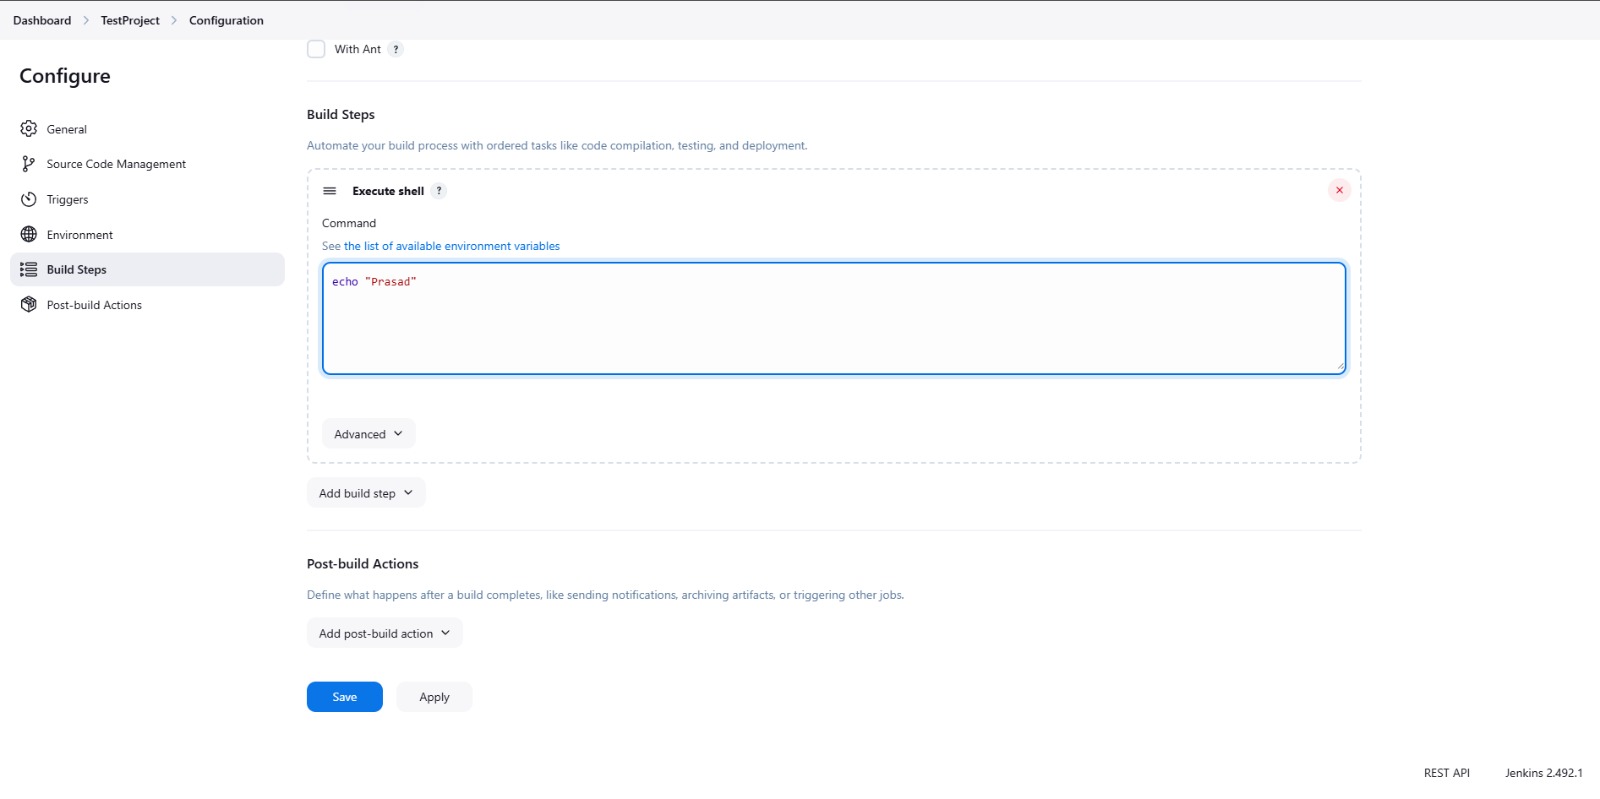 Dashboard > TestProject > Configuration
With Ant ?
Configure
General
Source Code Management
Triggers
Environment
Build Steps
Post-build Actions
Build Steps
Automate your build process with ordered tasks like code compilation, testing, and deployment.
Execute shell ?
Command
See the list of available environment variables
echo "Prasad"
Advanced
Add build step
Post-build Actions
Define what happens after a build completes, like sending notifications, archiving artifacts, or triggering other jobs.
Add post-build action
Save Apply
REST API Jenkins 2.492.1